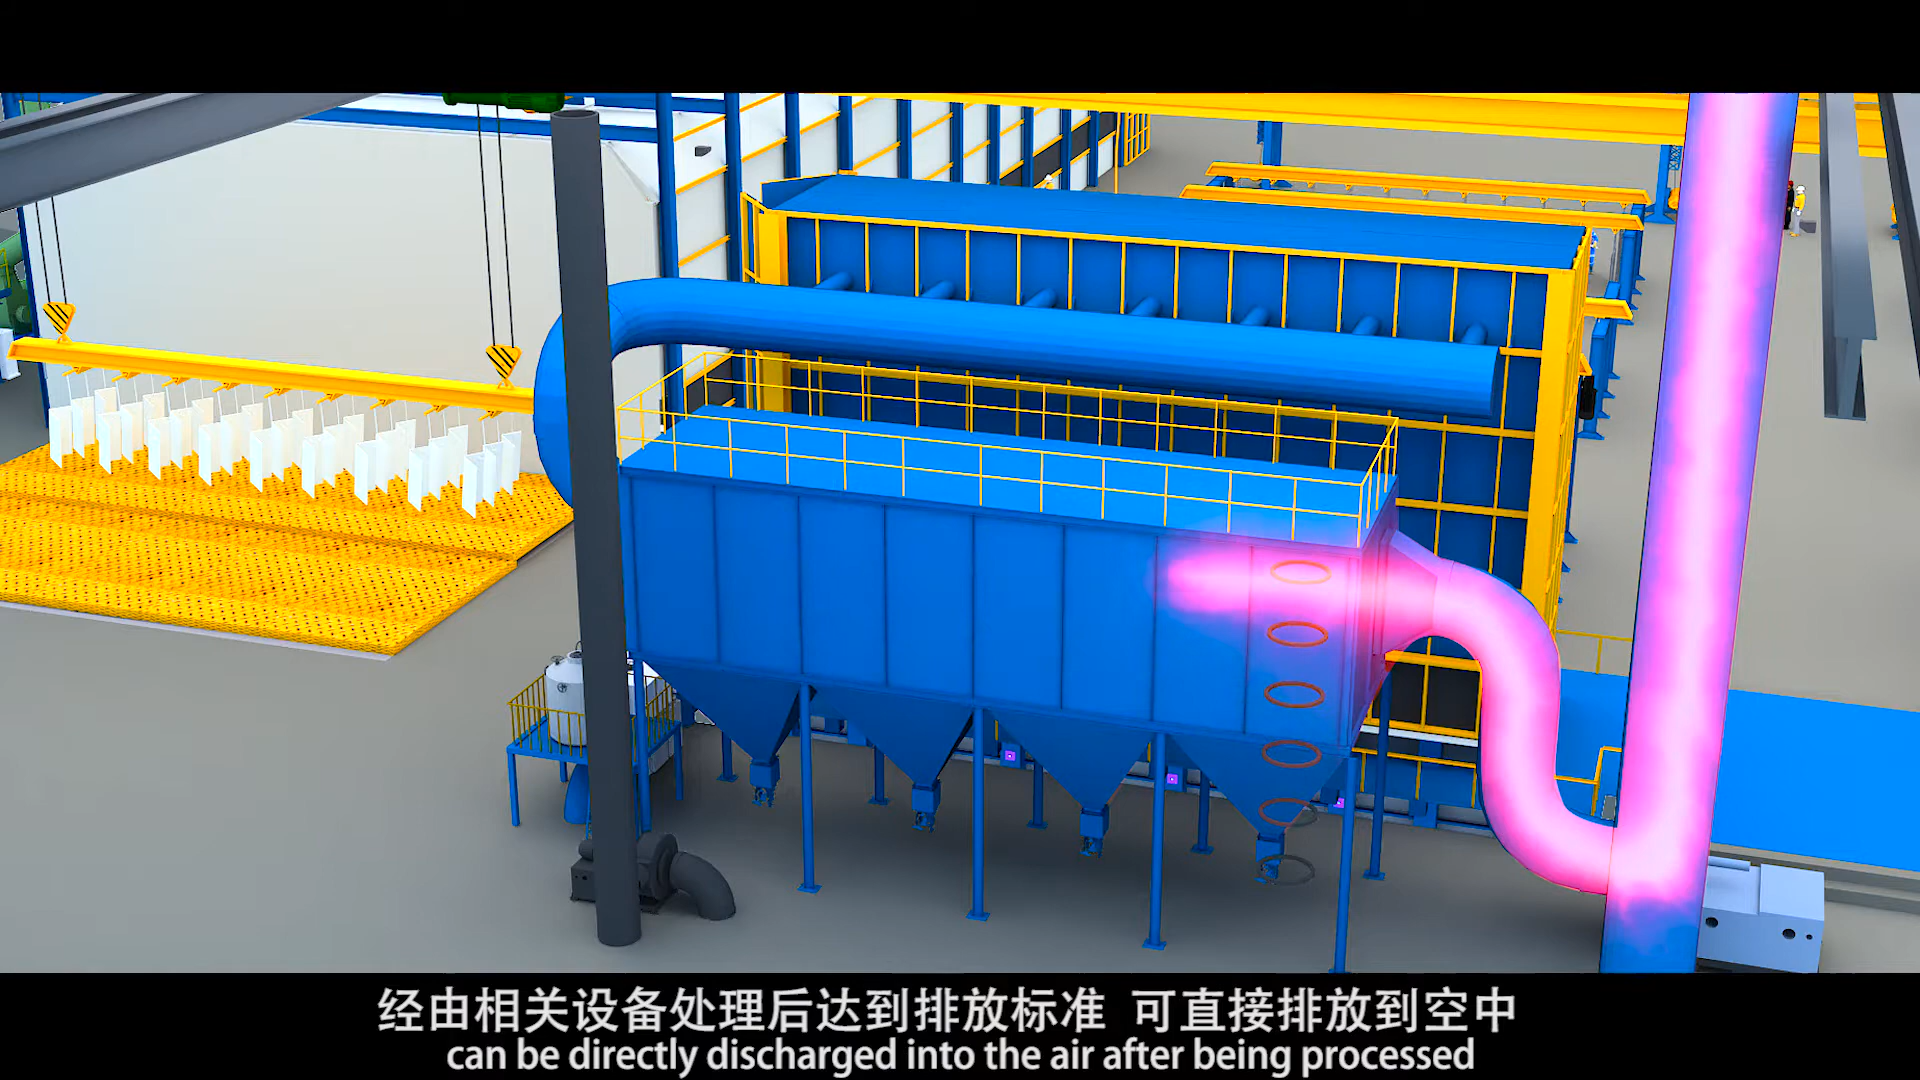 经由相关设备处理后达到排放标准 可直接排放到空中
can be directly discharged into the air after being processed